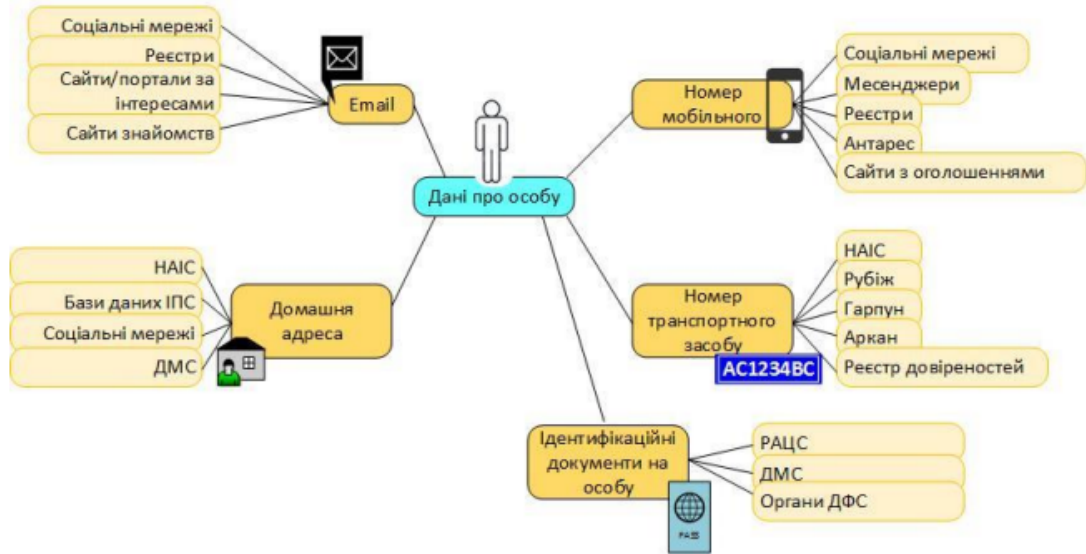 Соціальні мережі
Реєстри
Сайти/портали за
інтересами
Сайти знайомств
Email
Номер
мобільного
Соціальні мережі
Месенджери
Реєстри
Антарес
Сайти з оголошеннями
Дані про особу
НАІС
Бази даних ІПС
Соціальні мережі
ДМС
Домашня
адреса
Номер
транспортного
засобу
АС1234ВС
НАІС
Рубіж
Гарпун
Аркан
Реєстр довіреностей
Ідентифікаційні
документи на
особу
PASS
РАЦС
ДМС
Органи ДФС